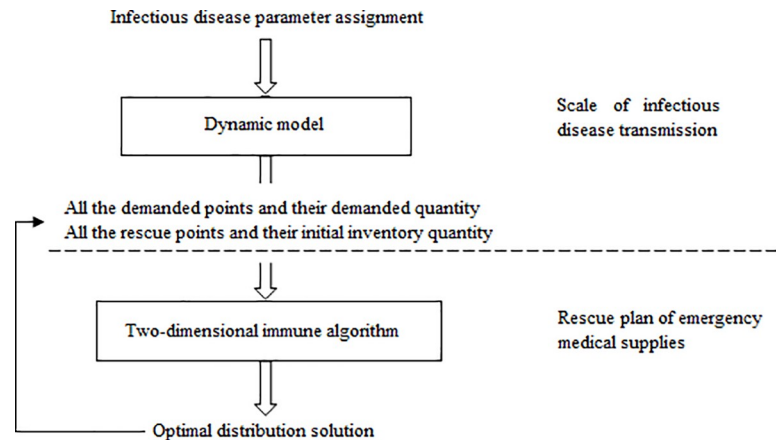 Infectious disease parameter assignment
Dynamic model
Scale of infectious
disease transmission
All the demanded points and their demanded quantity
All the rescue points and their initial inventory quantity
Two-dimensional immune algorithm
Rescue plan of emergency
medical supplies
Optimal distribution solution